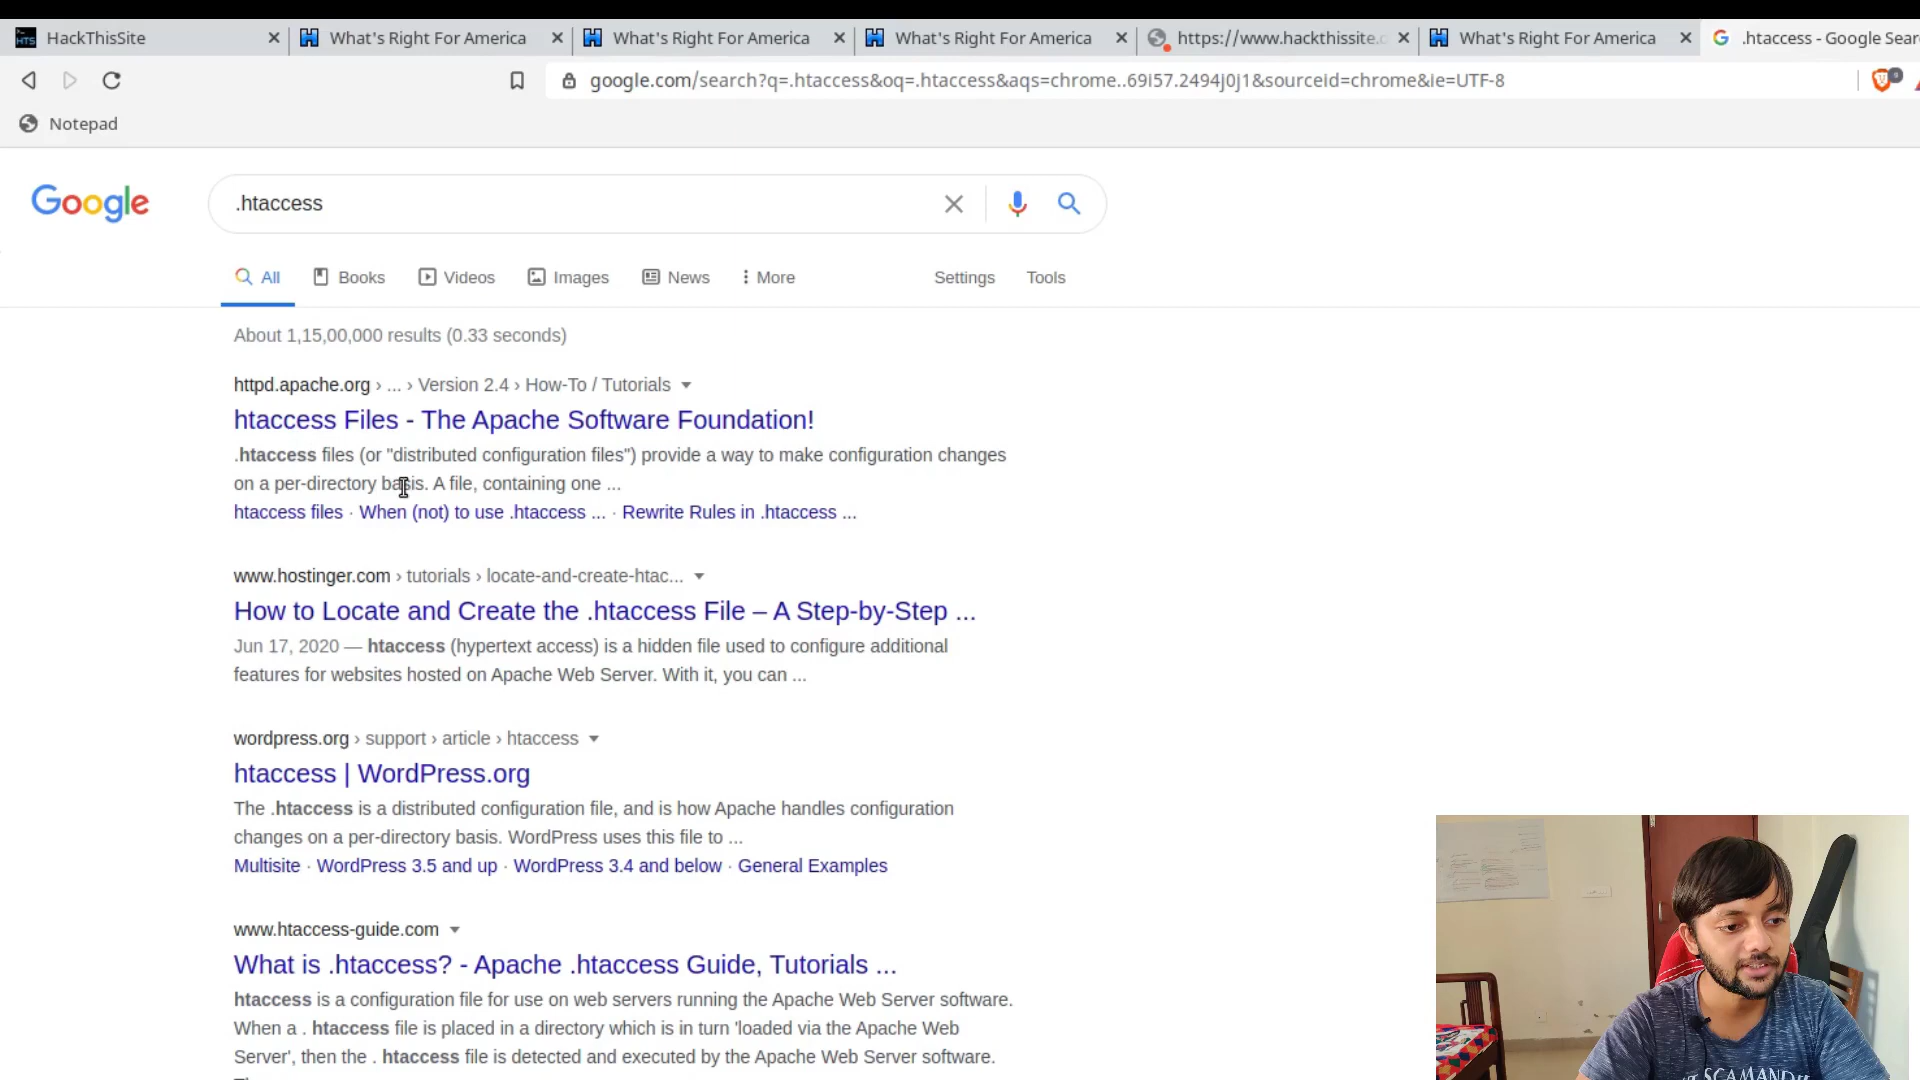 HackThisSite
What's Right For America
What's Right For America
What's Right For America
https://www.hackthissite.
What's Right For America
.htaccess - Google Sear
google.com/search?q=.htaccess&oq=.htaccess&aqs=chrome..69i57.2494j0j1&sourceid=chrome&ie=UTF-8
Notepad
Google
.htaccess
All
Books
Videos
Images
News
More
Settings
Tools
About 1,15,00,000 results (0.33 seconds)
httpd.apache.org › ... › Version 2.4 › How-To / Tutorials
htaccess Files - The Apache Software Foundation!
.htaccess files (or "distributed configuration files") provide a way to make configuration changes
on a per-directory basis. A file, containing one ...
htaccess files · When (not) to use .htaccess ... · Rewrite Rules in .htaccess ...
www.hostinger.com › tutorials › locate-and-create-htac...
How to Locate and Create the .htaccess File – A Step-by-Step ...
Jun 17, 2020 — htaccess (hypertext access) is a hidden file used to configure additional
features for websites hosted on Apache Web Server. With it, you can ...
wordpress.org › support › article › htaccess
htaccess | WordPress.org
The .htaccess is a distributed configuration file, and is how Apache handles configuration
changes on a per-directory basis. WordPress uses this file to ...
Multisite · WordPress 3.5 and up · WordPress 3.4 and below · General Examples
www.htaccess-guide.com
What is .htaccess? - Apache .htaccess Guide, Tutorials ...
htaccess is a configuration file for use on web servers running the Apache Web Server software.
When a . htaccess file is placed in a directory which is in turn 'loaded via the Apache Web
Server', then the . htaccess file is detected and executed by the Apache Web Server software.
SCAMANDE